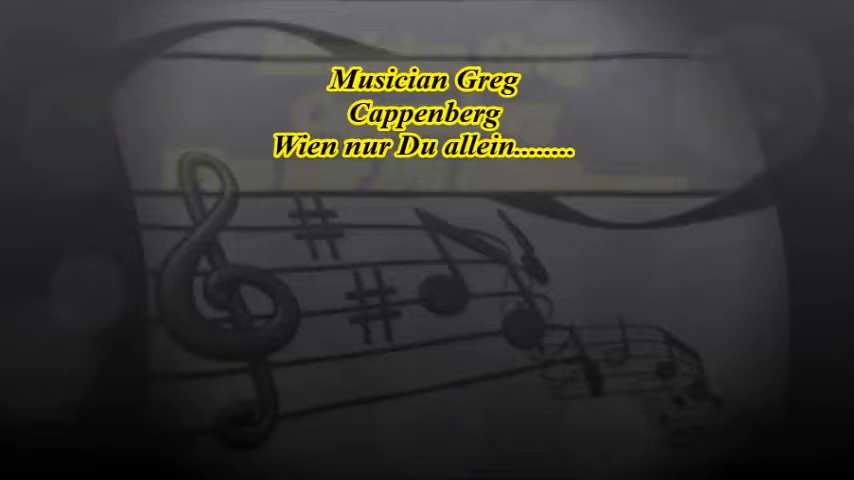 Musician Greg
Cappenberg
Wien nur Du allein........